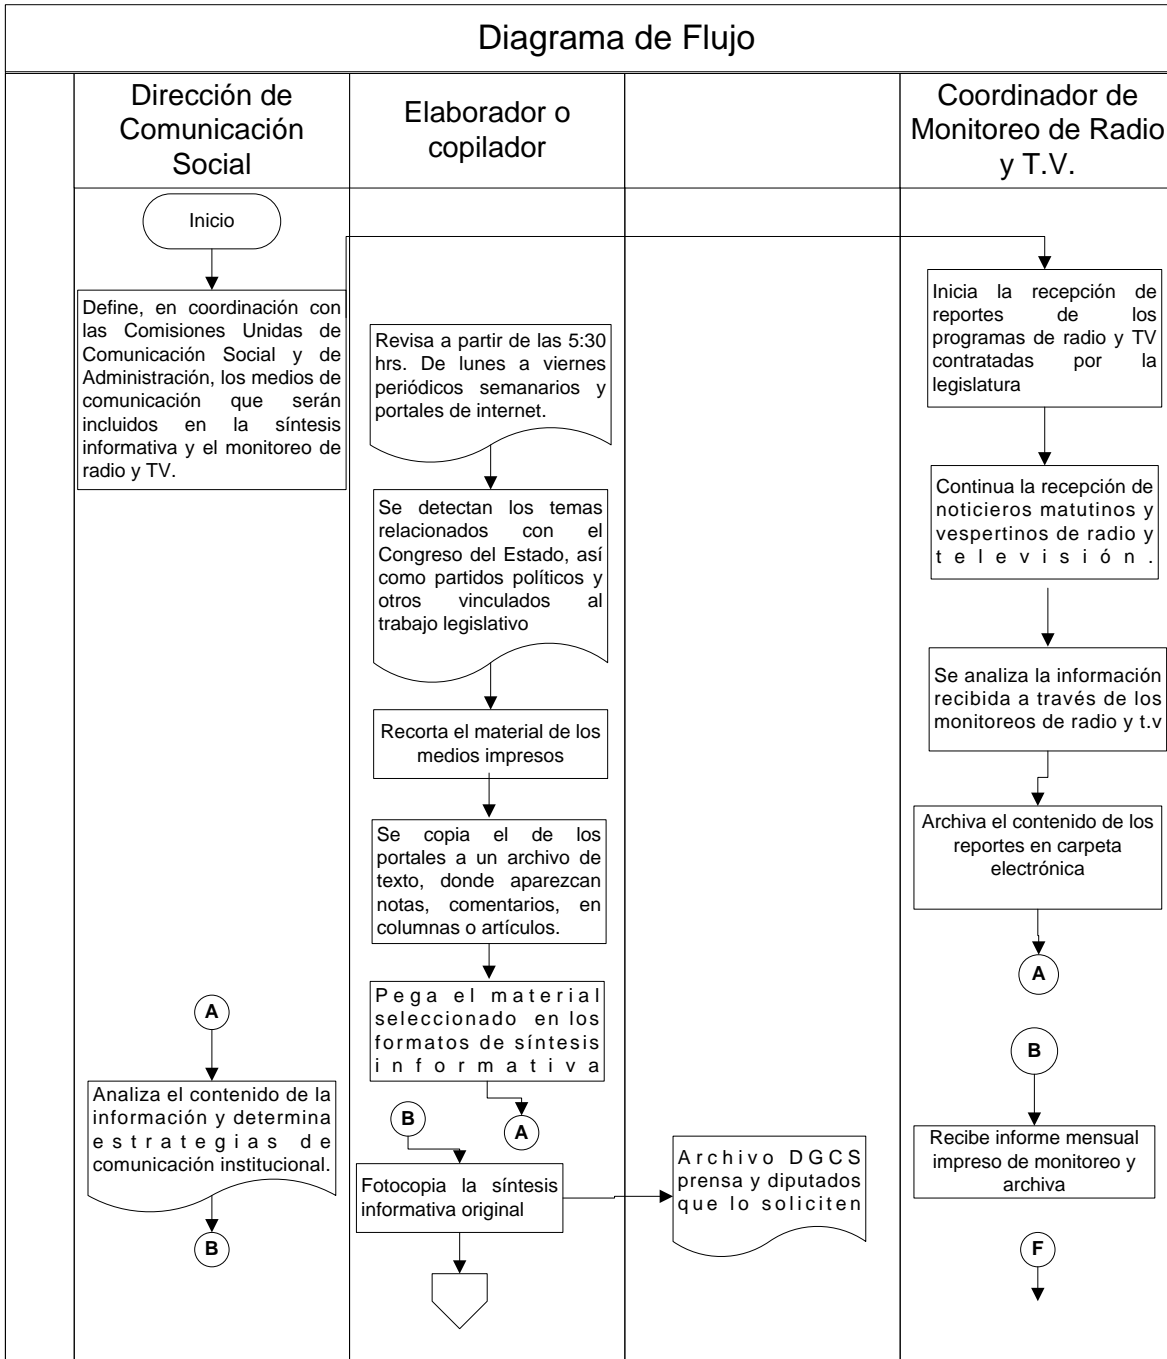 Diagrama de Flujo
Dirección de
Comunicación
Social
Elaborador o
copilador
Coordinador de
Monitoreo de Radio
y T.V.
Inicio
Define, en coordinación con
las Comisiones Unidas de
Comunicación Social y de
Administración, los medios de
comunicación que serán
incluidos en la síntesis
informativa y el monitoreo de
radio y TV.
A
Analiza el contenido de la
información y determina
estrategias de
comunicación institucional.
B
Revisa a partir de las 5:30
hrs. De lunes a viernes
periódicos semanarios y
portales de internet.
Se detectan los temas
relacionados con el
Congreso del Estado, así
como partidos políticos y
otros vinculados al
trabajo legislativo
Recorta el material de los
medios impresos
Se copia el de los
portales a un archivo de
texto, donde aparezcan
notas, comentarios, en
columnas o artículos.
Pega el material
seleccionado en los
formatos de síntesis
informativa
A
B
Fotocopia la síntesis
informativa original
Archivo DGCS
prensa y diputados
que lo soliciten
Inicia la recepción de
reportes de los
programas de radio y TV
contratadas por la
legislatura
Continua la recepción de
noticieros matutinos y
vespertinos de radio y
televisión.
Se analiza la información
recibida a través de los
monitoreos de radio y t.v
Archiva el contenido de los
reportes en carpeta
electrónica
A
B
Recibe informe mensual
impreso de monitoreo y
archiva
F